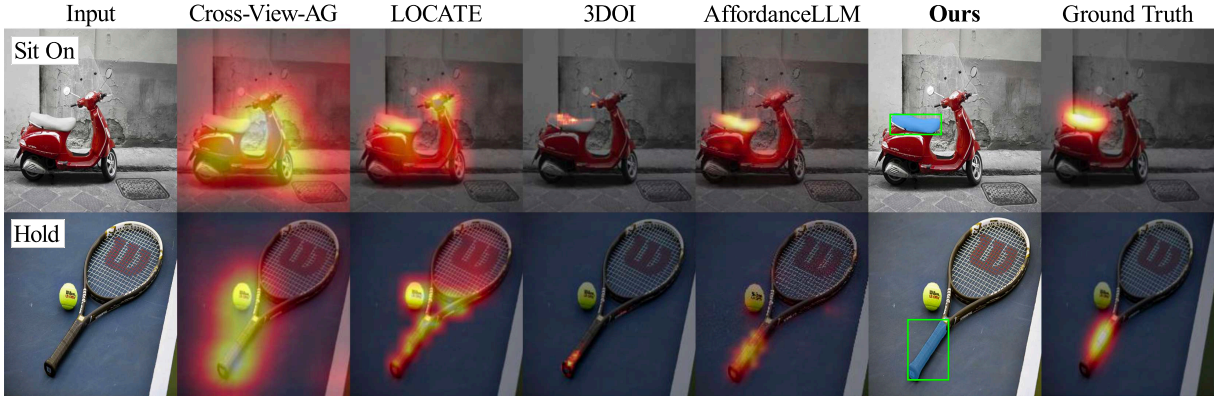 Input Cross-View-AG LOCATE 3DOI AffordanceLLM Ours Ground Truth
Sit On
Hold